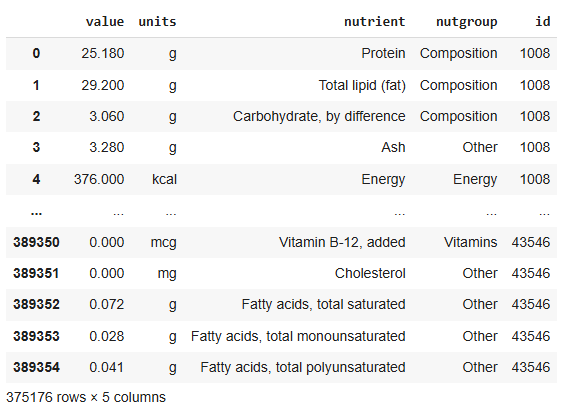 value units nutrient nutgroup id
0 25.180 g Protein Composition 1008
1 29.200 g Total lipid (fat) Composition 1008
2 3.060 g Carbohydrate, by difference Composition 1008
3 3.280 g Ash Other 1008
4 376.000 kcal Energy Energy 1008
... ... ... ... ... ...
389350 0.000 mcg Vitamin B-12, added Vitamins 43546
389351 0.000 mg Cholesterol Other 43546
389352 0.072 g Fatty acids, total saturated Other 43546
389353 0.028 g Fatty acids, total monounsaturated Other 43546
389354 0.041 g Fatty acids, total polyunsaturated Other 43546
375176 rows × 5 columns